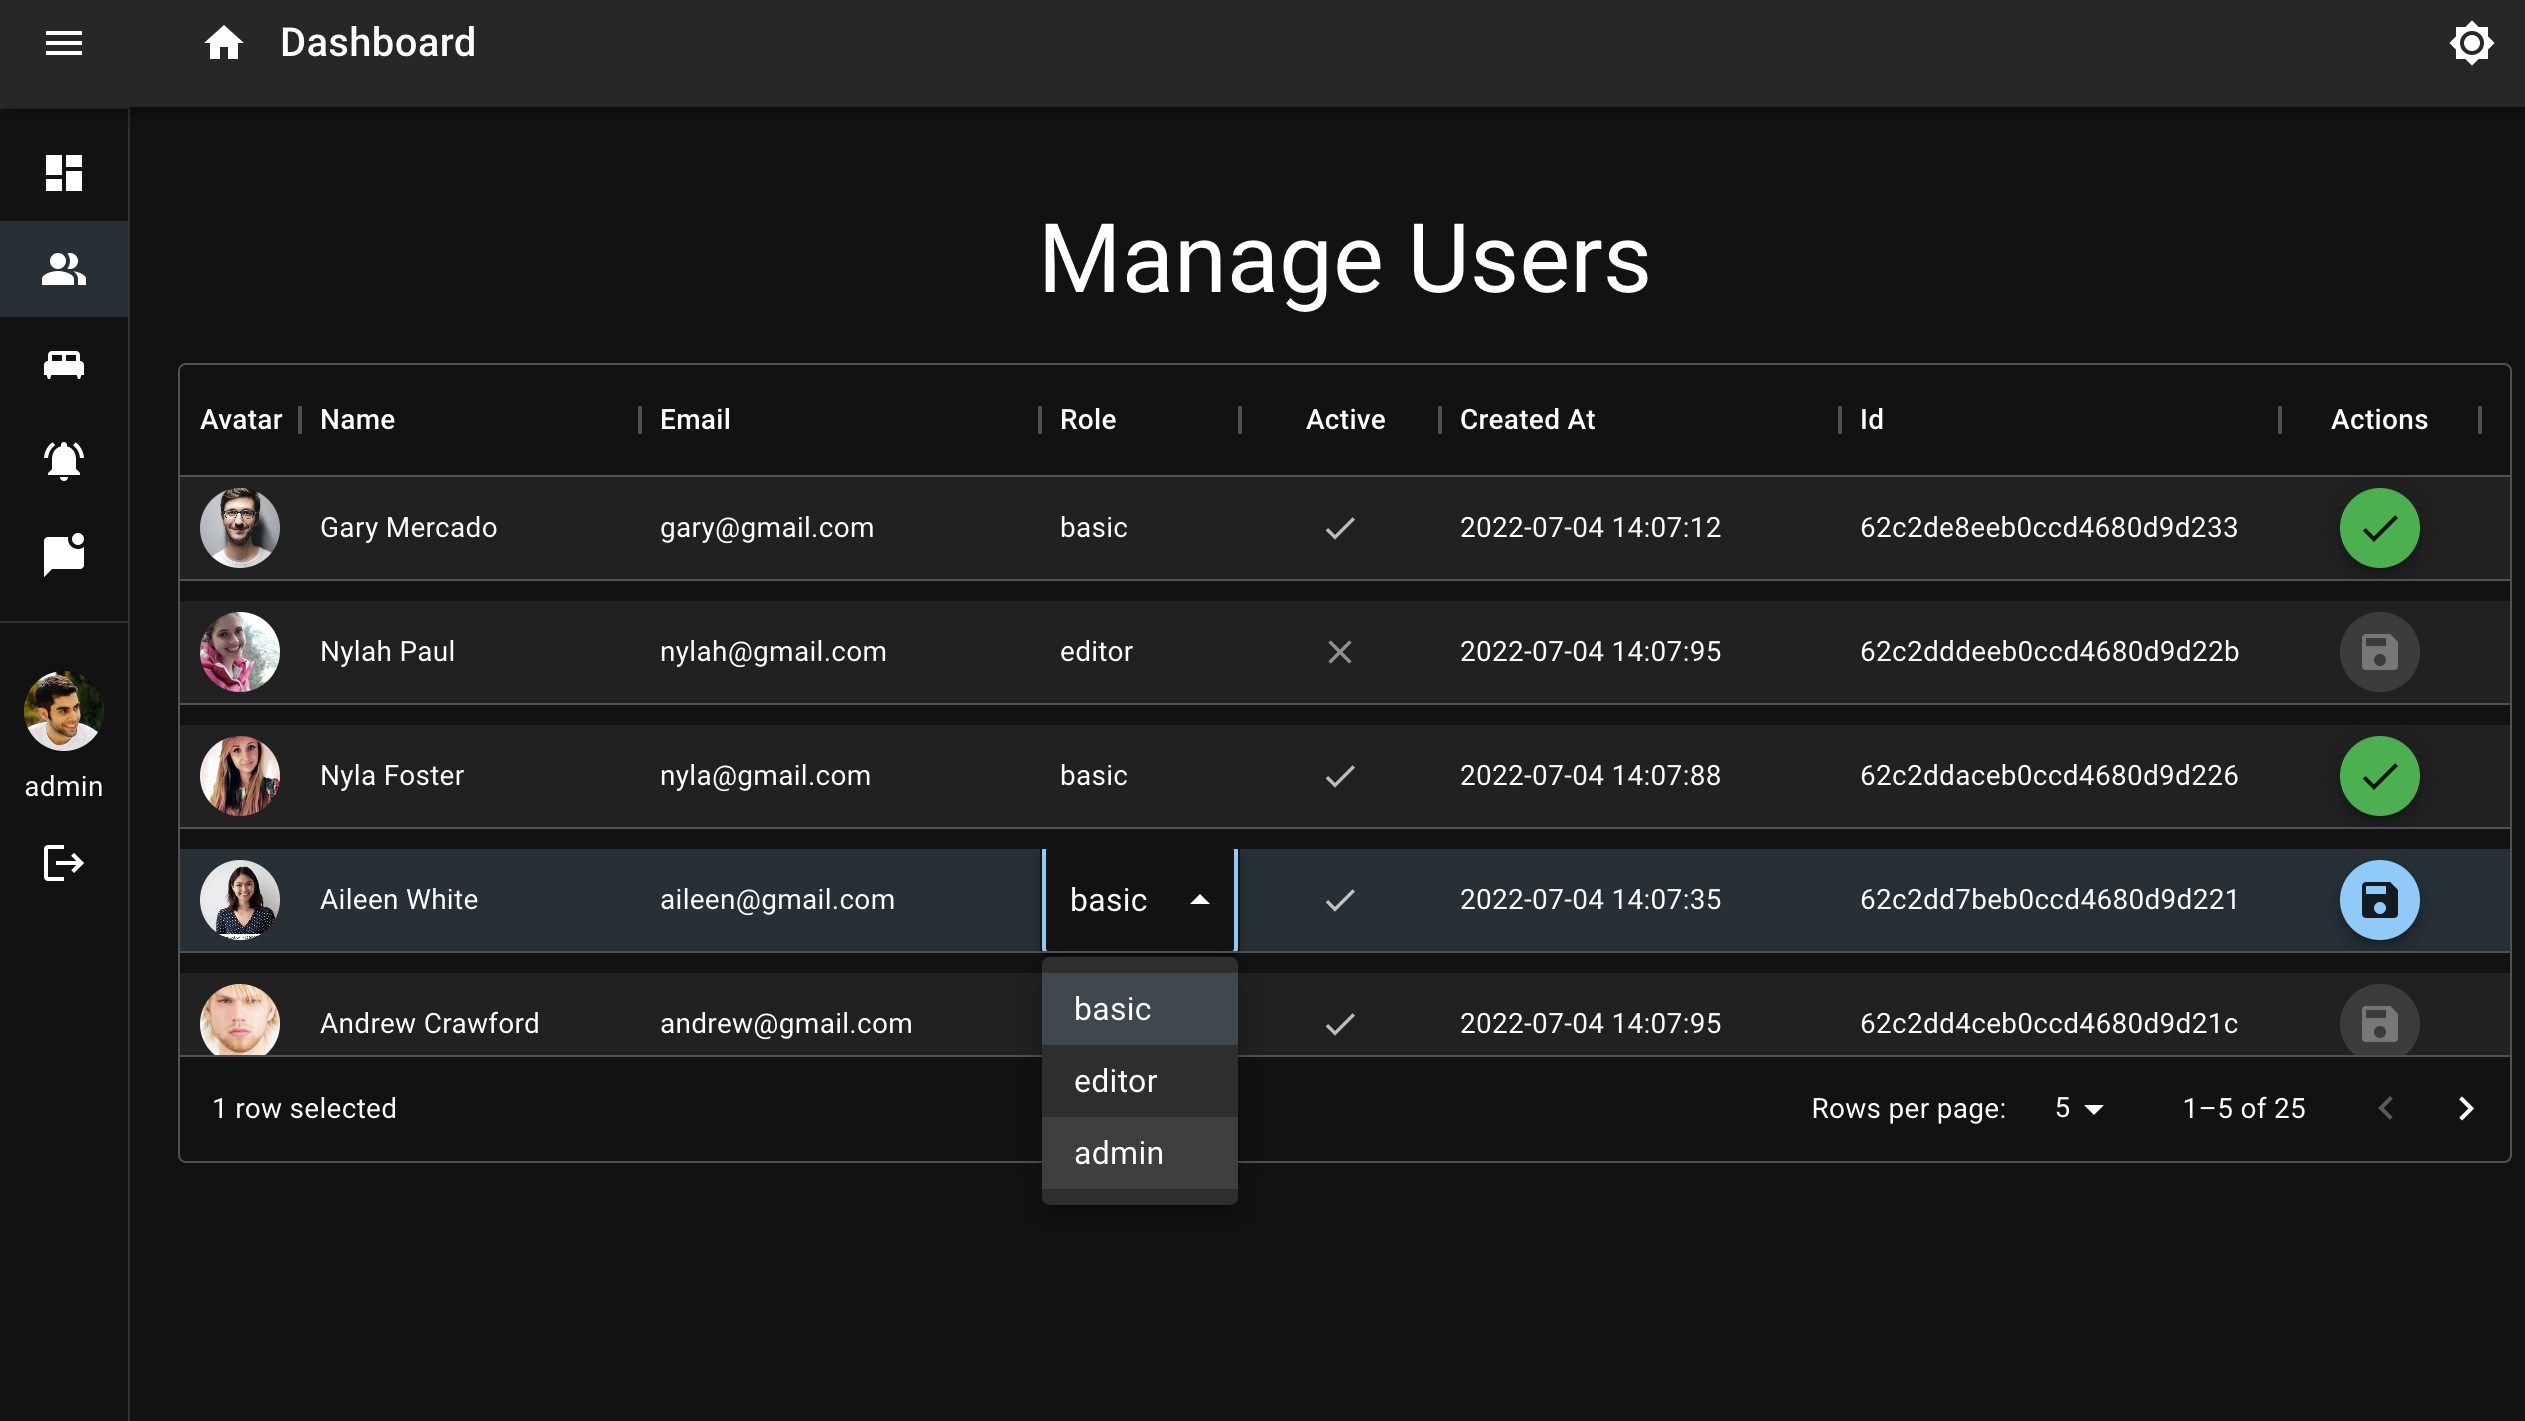 Dashboard
Manage Users
Avatar Name Email Role Active Created At Id Actions
Gary Mercado gary@gmail.com basic 2022-07-04 14:07:12 62c2de8eeb0ccd4680d9d233
Nylah Paul nylah@gmail.com editor 2022-07-04 14:07:95 62c2dddeeb0ccd4680d9d22b
Nyla Foster nyla@gmail.com basic 2022-07-04 14:07:88 62c2ddaceb0ccd4680d9d226
admin
Aileen White aileen@gmail.com basic 2022-07-04 14:07:35 62c2dd7beb0ccd4680d9d221
basic
Andrew Crawford andrew@gmail.com 2022-07-04 14:07:95 62c2dd4ceb0ccd4680d9d21c
editor
1 row selected Rows per page: 5 1–5 of 25
admin